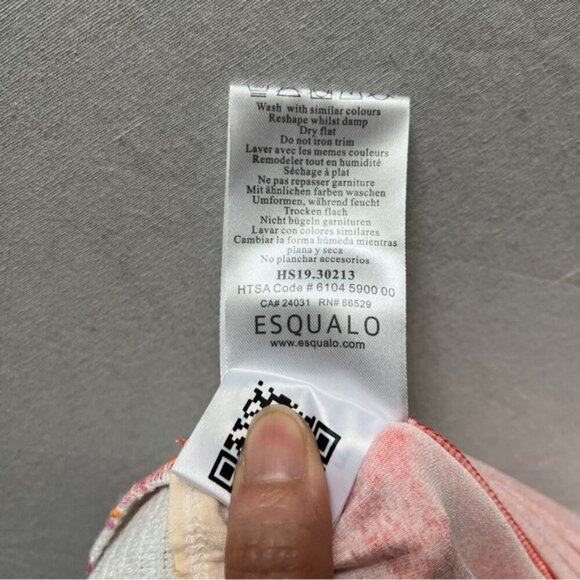 Wash with similar colours
Reshape whilst damp
Dry flat
Do not iron trim
Laver avec les memes couleurs
Remodeler tout en humidité
Séchage à plat
Ne pas repasser garniture
Mit ähnlichen farben waschen
Umformen, während feucht
Trocken flach
Nicht bügeln garnituren
Lavar con colores similares
Cambiar la forma húmeda mientras
plana y seca
No planchar accesorios
HS19.30213
HTSA Code # 6104 5900 00
CA# 24031 RN# 86529
ESQUALO
www.esqualo.com